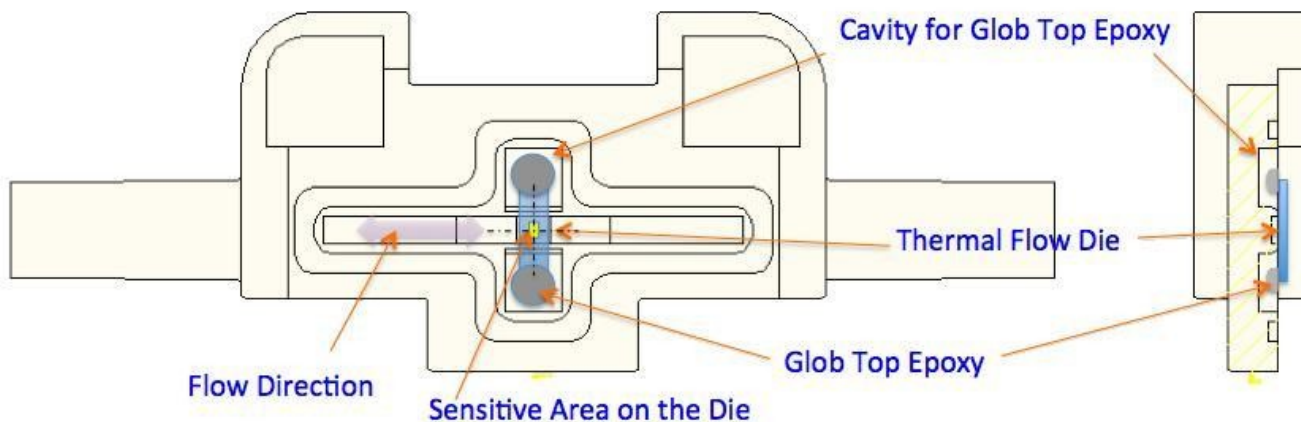 Cavity for Glob Top Epoxy
Thermal Flow Die
Glob Top Epoxy
Flow Direction
Sensitive Area on the Die